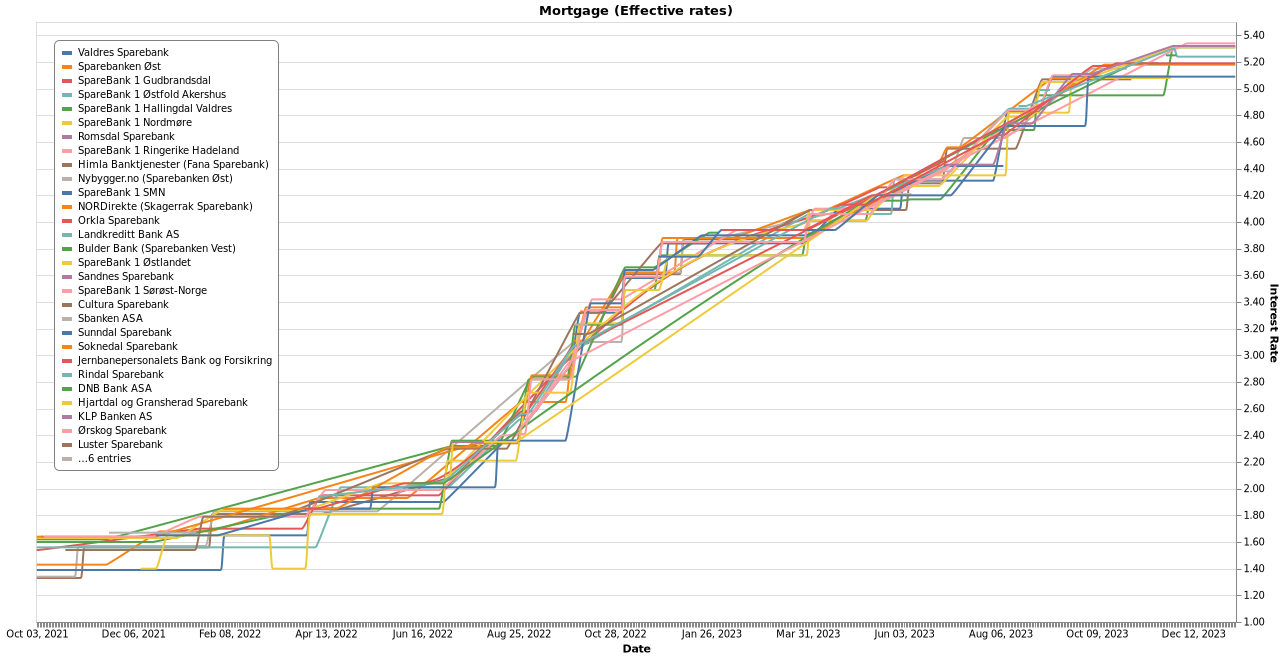 Mortgage (Effective rates)
Valdres Sparebank
Sparebanken Øst
SpareBank 1 Gudbrandsdal
SpareBank 1 Østfold Akershus
SpareBank 1 Hallingdal Valdres
SpareBank 1 Nordmøre
Romsdal Sparebank
SpareBank 1 Ringerike Hadeland
Himla Banktjenester (Fana Sparebank)
Nybygger.no (Sparebanken Øst)
SpareBank 1 SMN
NORDirekte (Skagerrak Sparebank)
Orkla Sparebank
Landkreditt Bank AS
Bulder Bank (Sparebanken Vest)
SpareBank 1 Østlandet
Sandnes Sparebank
SpareBank 1 Sørøst-Norge
Cultura Sparebank
Sbanken ASA
Sunndal Sparebank
Soknedal Sparebank
Jernbanepersonalets Bank og Forsikring
Rindal Sparebank
DNB Bank ASA
Hjartdal og Gransherad Sparebank
KLP Banken AS
Ørskog Sparebank
Luster Sparebank
...6 entries
5.40
5.20
5.00
4.80
4.60
4.40
4.20
4.00
3.80
3.60
3.40
3.20
3.00
2.80
2.60
2.40
2.20
2.00
1.80
1.60
1.40
1.20
1.00
Interest Rate
Oct 03, 2021 Dec 06, 2021 Feb 08, 2022 Apr 13, 2022 Jun 16, 2022 Aug 25, 2022 Oct 28, 2022 Jan 26, 2023 Mar 31, 2023 Jun 03, 2023 Aug 06, 2023 Oct 09, 2023 Dec 12, 2023
Date